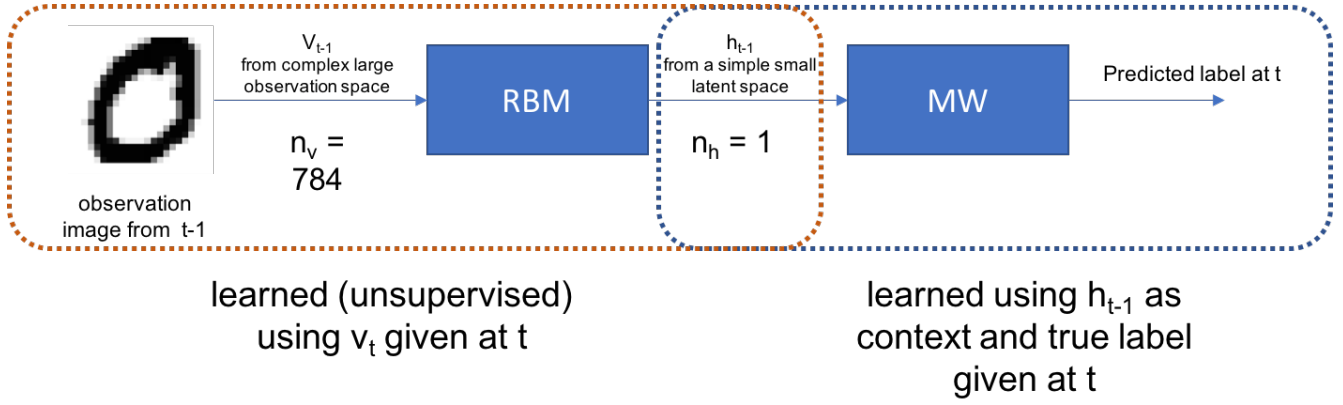 V_{t-1}
from complex large
observation space
n_v =
784
observation
image from t-1
RBM
h_{t-1}
from a simple small
latent space
n_h = 1
MW
Predicted label at t
learned (unsupervised)
using v_t given at t
learned using h_{t-1} as
context and true label
given at t